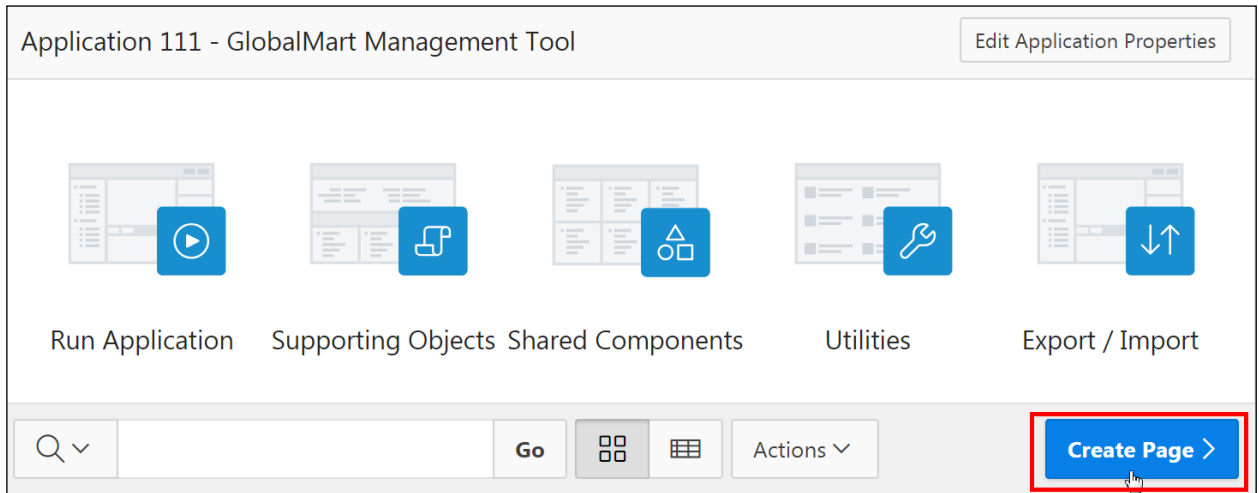 Application 111 - GlobalMart Management Tool
Edit Application Properties
Run Application
Supporting Objects
Shared Components
Utilities
Export / Import
Go
Actions
Create Page